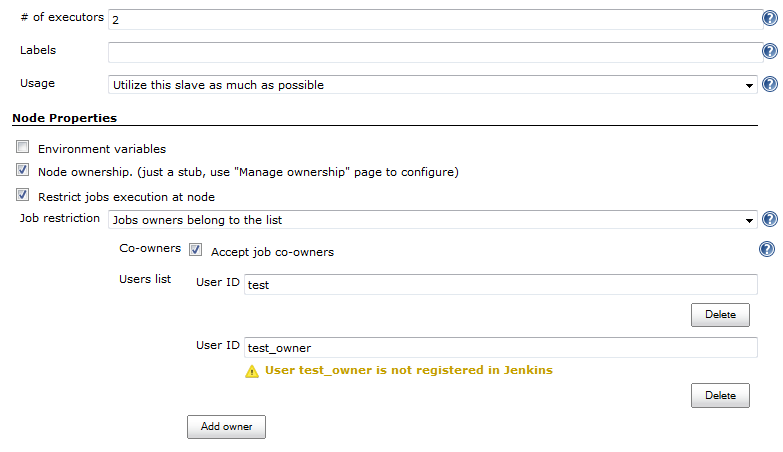 # of executors 2
Labels
Usage Utilize this slave as much as possible
Node Properties
Environment variables
Node ownership. (just a stub, use "Manage ownership" page to configure)
Restrict jobs execution at node
Job restriction Jobs owners belong to the list
Co-owners Accept job co-owners
Users list User ID test
Delete
User ID test_owner
User test_owner is not registered in Jenkins
Delete
Add owner